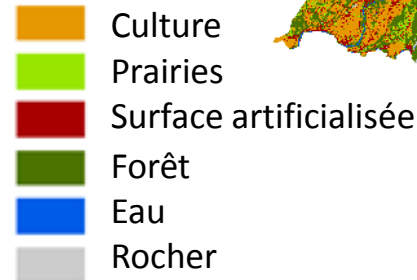 Culture
Prairies
Surface artificialisée
Forêt
Eau
Rocher